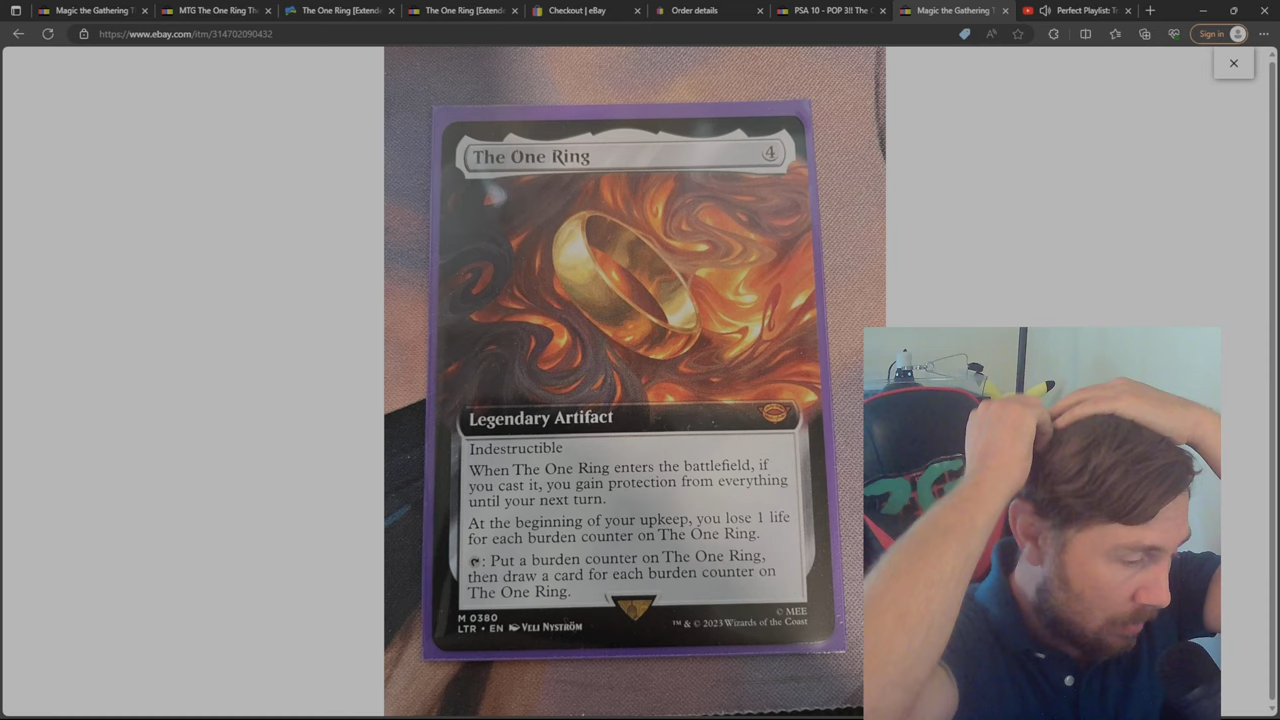 Magic the Gathering T
MTG The One Ring The
The One Ring [Extende
The One Ring [Extende
Checkout | eBay
Order details
PSA 10 - POP 3!! The O
Magic the Gathering T
Perfect Playlist: T
https://www.ebay.com/itm/314702090432
Sign in
The One Ring 4
Legendary Artifact
Indestructible
When The One Ring enters the battlefield, if
you cast it, you gain protection from everything
until your next turn.
At the beginning of your upkeep, you lose 1 life
for each burden counter on The One Ring.
: Put a burden counter on The One Ring,
then draw a card for each burden counter on
The One Ring.
M 0380
LTR • EN VELI NYSTRÖM
© MEE
™ & © 2023 Wizards of the Coast